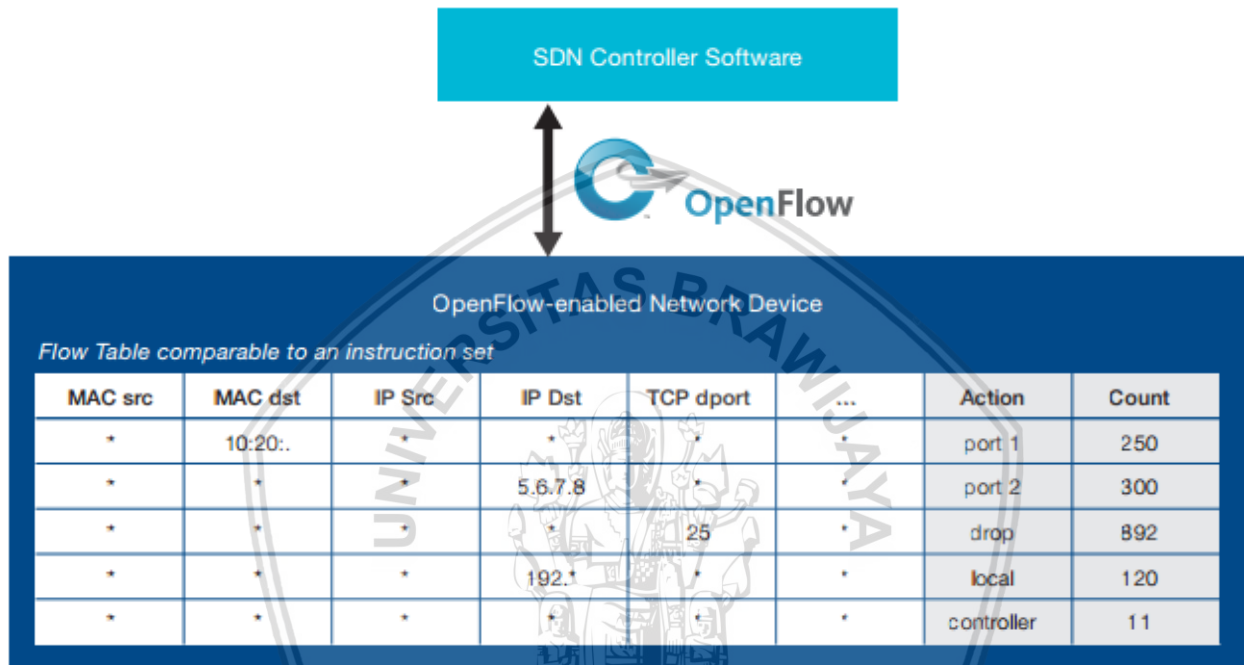 SDN Controller Software
OpenFlow
™
OpenFlow-enabled Network Device
UNIVERSITAS BRAWIJAYA
Flow Table comparable to an instruction set
MAC src MAC dst IP Src IP Dst TCP dport ... Action Count
* 10:20:. * * * * port 1 250
* * * 5.6.7.8 * * port 2 300
* * * * 25 * drop 892
* * * 192.* * * local 120
* * * * * * controller 11